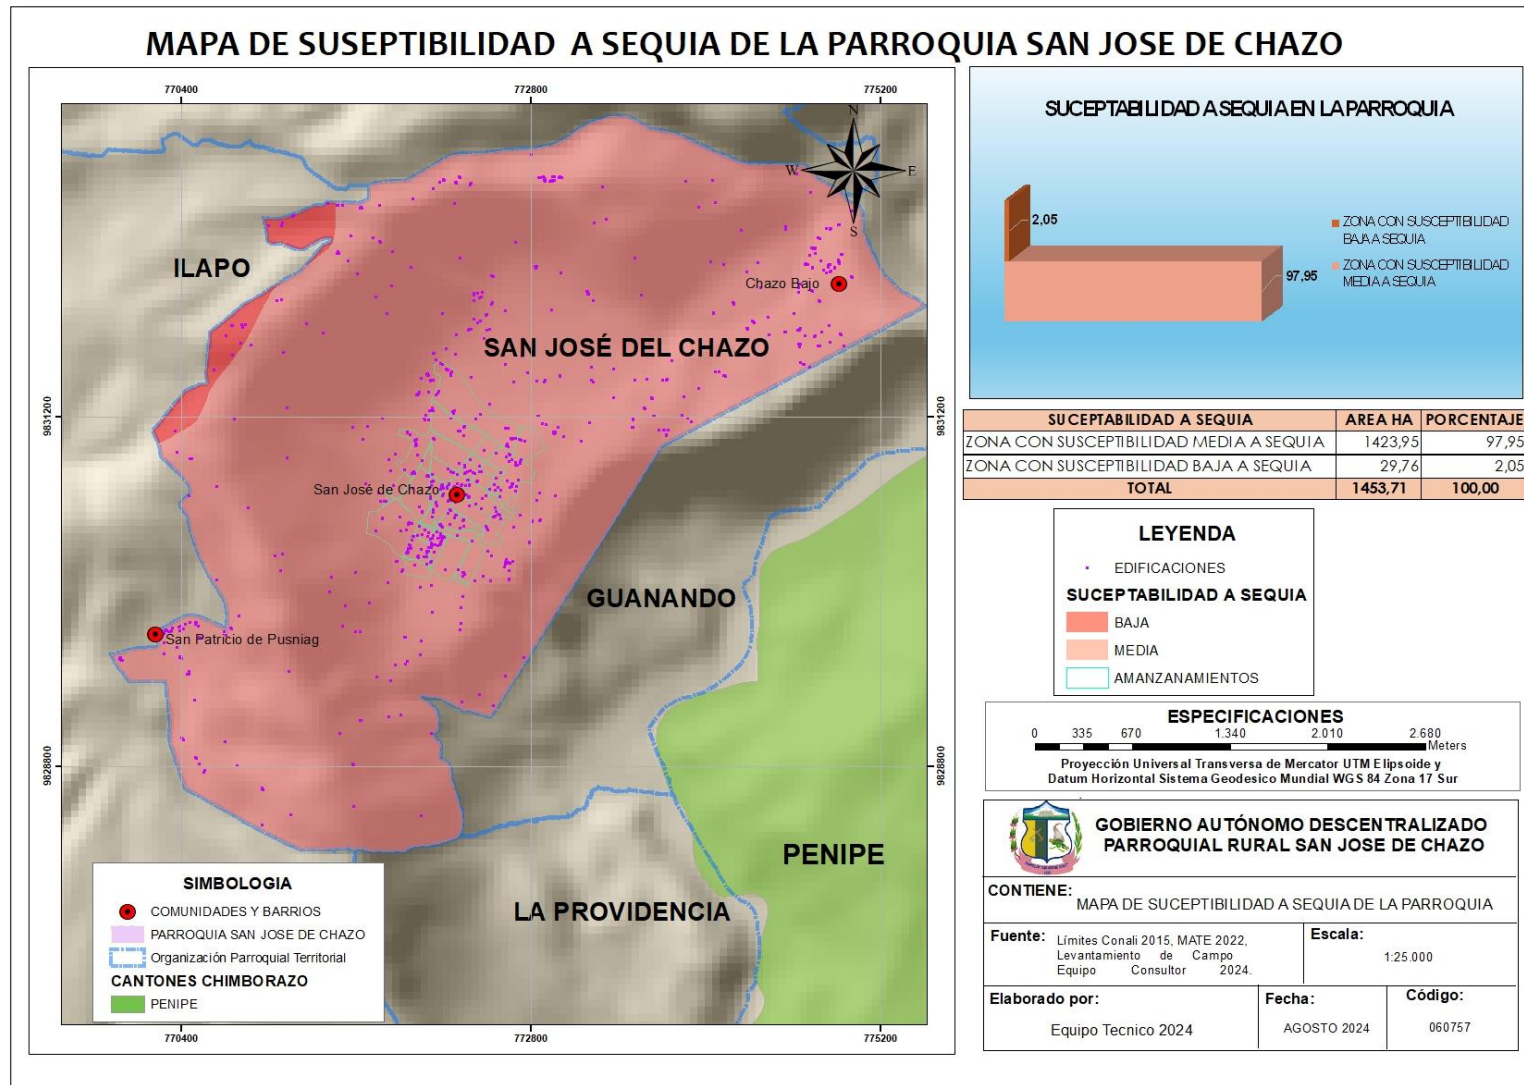 MAPA DE SUSEPTIBILIDAD A SEQUIA DE LA PARROQUIA SAN JOSE DE CHAZO
770400
772800
775200
9831200
9828800
9831200
9828800
770400
772800
775200
N
W
E
S
ILAPO
Chazo Bajo
SAN JOSÉ DEL CHAZO
San José de Chazo
GUANANDO
San Patricio de Pusniag
PENIPE
LA PROVIDENCIA
SIMBOLOGIA
COMUNIDADES Y BARRIOS
PARROQUIA SAN JOSE DE CHAZO
Organización Parroquial Territorial
CANTONES CHIMBORAZO
PENIPE
SUCEPTABILIDAD A SEQUIA EN LA PARROQUIA
2,05
97,95
ZONA CON SUSCEPTIBILIDAD
BAJA A SEQUIA
ZONA CON SUSCEPTIBILIDAD
MEDIA A SEQUIA
SUCEPTABILIDAD A SEQUIA AREA HA PORCENTAJE
ZONA CON SUSCEPTIBILIDAD MEDIA A SEQUIA 1423,95 97,95
ZONA CON SUSCEPTIBILIDAD BAJA A SEQUIA 29,76 2,05
TOTAL 1453,71 100,00
LEYENDA
EDIFICACIONES
SUCEPTABILIDAD A SEQUIA
BAJA
MEDIA
AMANZANAMIENTOS
ESPECIFICACIONES
0 335 670 1.340 2.010 2.680
Meters
Proyección Universal Transversa de Mercator UTM Elipsoide y
Datum Horizontal Sistema Geodesico Mundial WGS 84 Zona 17 Sur
GOBIERNO AUTÓNOMO DESCENTRALIZADO
PARROQUIAL RURAL SAN JOSE DE CHAZO
CONTIENE:
MAPA DE SUCEPTIBILIDAD A SEQUIA DE LA PARROQUIA
Fuente: Límites Conali 2015, MATE 2022,
Levantamiento de Campo
Equipo Consultor 2024.
Escala:
1:25.000
Elaborado por:
Equipo Tecnico 2024
Fecha:
AGOSTO 2024
Código:
060757